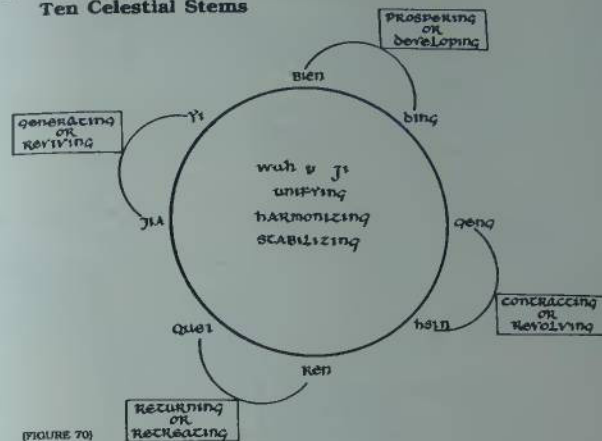 Ten Celestial Stems
PROSPERING
OR
DEVELOPING
Bien
Ding
Yi
GENERATING
OR
REVIVING
JIA
Wuh & Ji
UNIFYING
HARMONIZING
STABILIZING
Geng
Hsin
CONTRACTING
OR
REVOLVING
Quei
Ren
RETURNING
OR
RETREATING
[FIGURE 70]